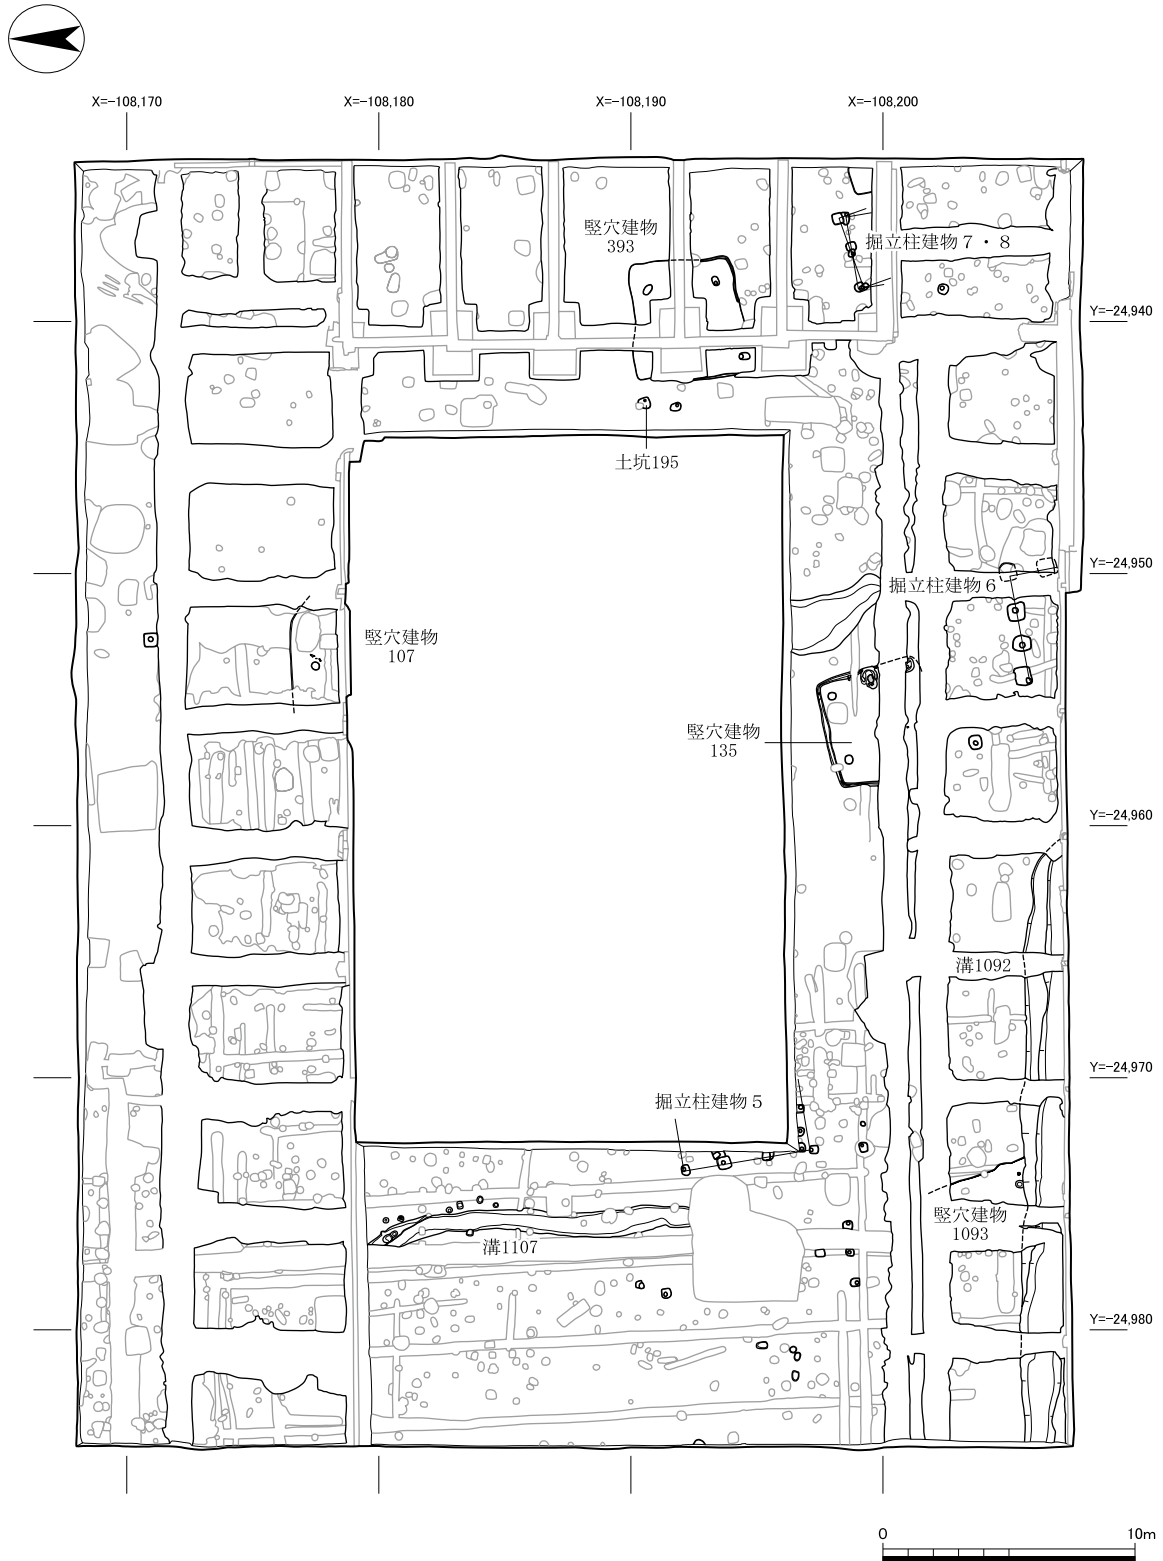 X=-108,170
X=-108,180
X=-108,190
X=-108,200
竪穴建物
393
掘立柱建物７・８
Y=-24,940
土坑195
Y=-24,950
掘立柱建物６
竪穴建物
107
竪穴建物
135
Y=-24,960
溝1092
Y=-24,970
掘立柱建物５
竪穴建物
1093
溝1107
Y=-24,980
0
10m